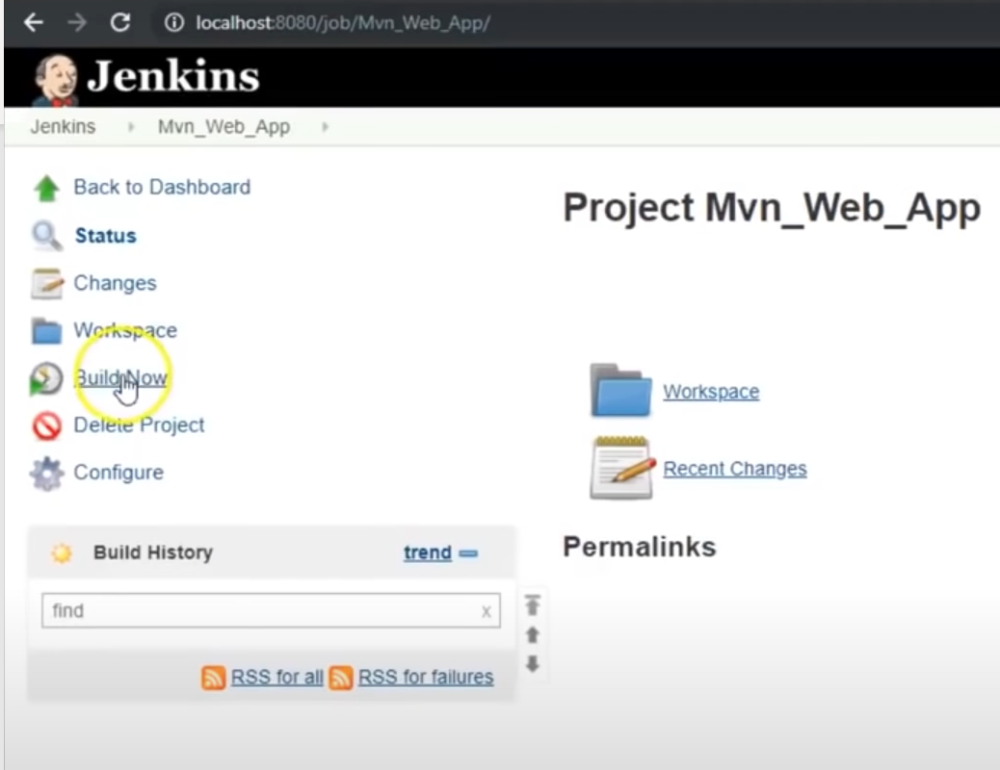 localhost:8080/job/Mvn_Web_App/
Jenkins
Jenkins Mvn_Web_App
Back to Dashboard
Status
Changes
Workspace
Build Now
Delete Project
Configure
Build History trend
find x
RSS for all RSS for failures
Project Mvn_Web_App
Workspace
Recent Changes
Permalinks